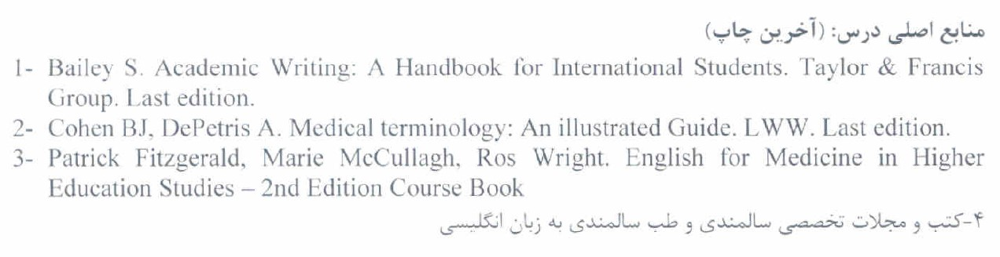 منابع اصلی درس: (آخرین چاپ)
1- Bailey S. Academic Writing: A Handbook for International Students. Taylor & Francis
Group. Last edition.
2- Cohen BJ, DePetris A. Medical terminology: An illustrated Guide. LWW. Last edition.
3- Patrick Fitzgerald, Marie McCullagh, Ros Wright. English for Medicine in Higher
Education Studies – 2nd Edition Course Book
۴-کتب و مجلات تخصصی سالمندی و طب سالمندی به زبان انگلیسی